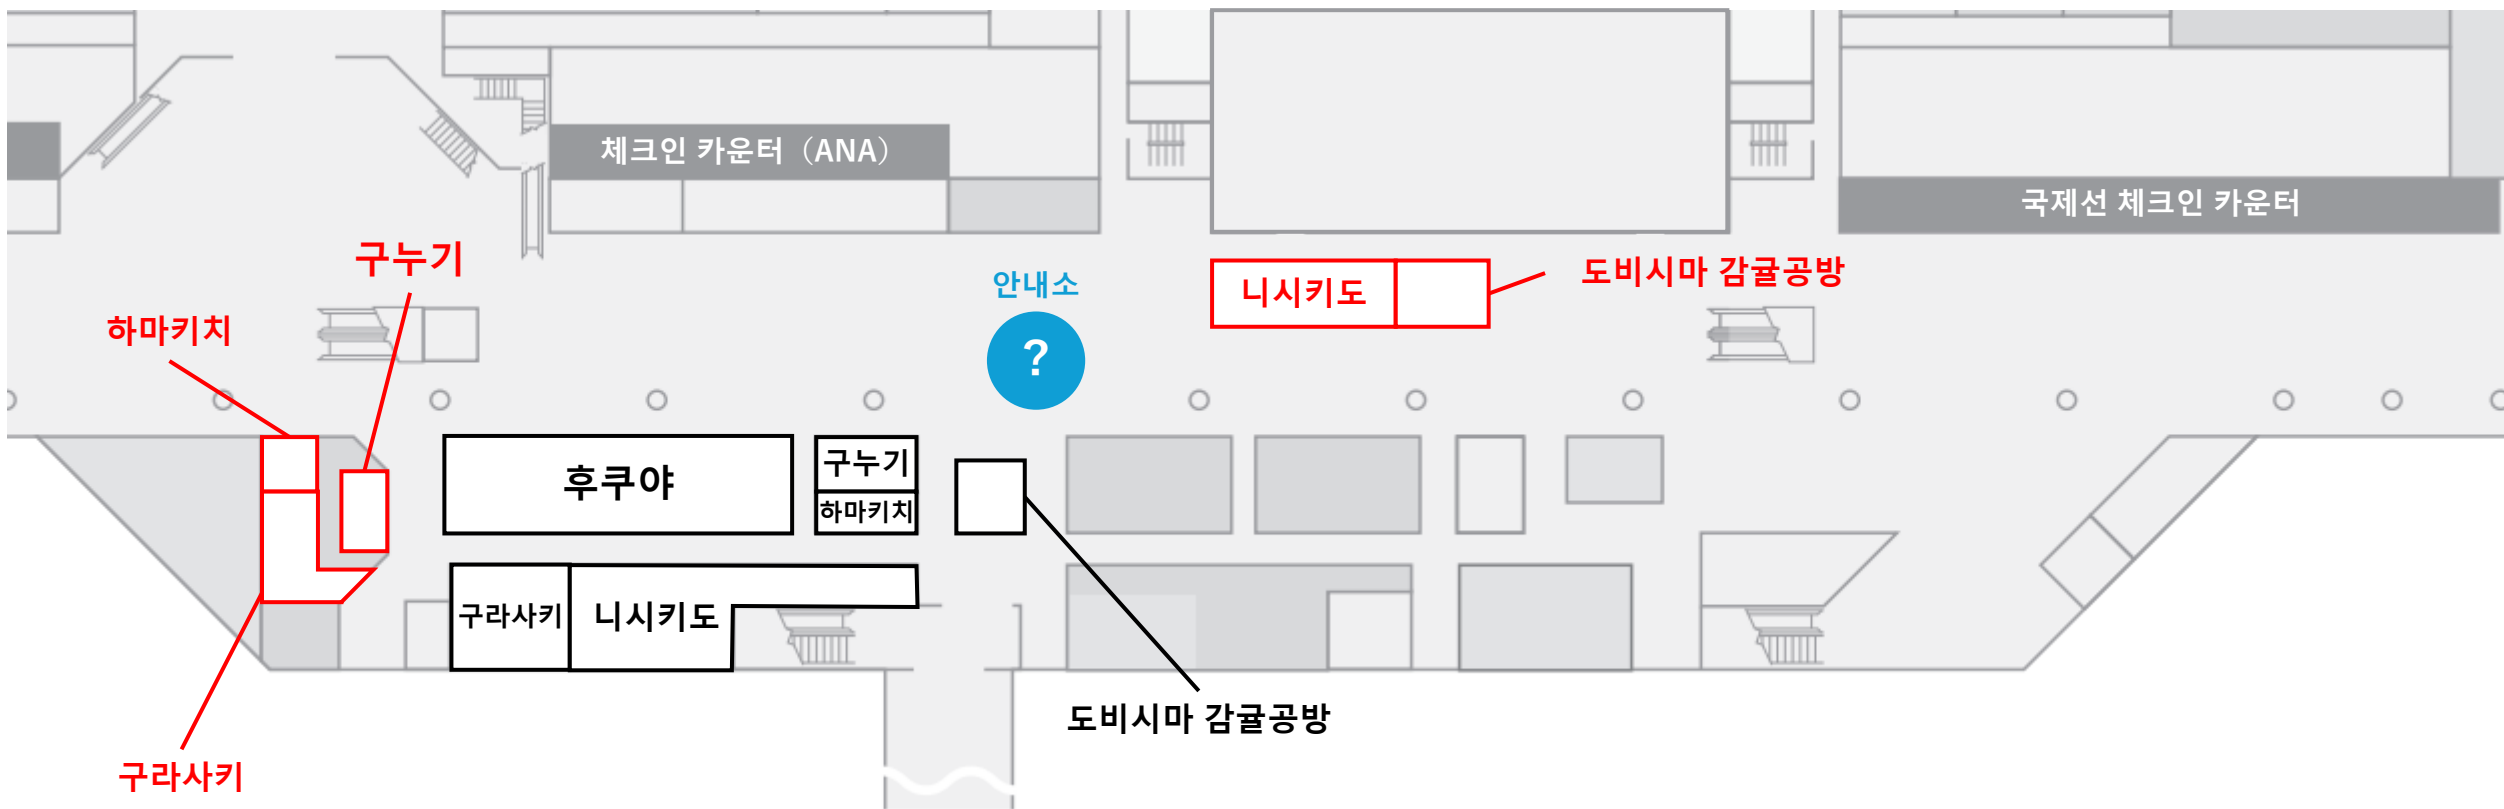 체크인 카운터（ANA）
국제선 체크인 카운터
구누기
안내소
?
도비시마 감귤공방
니시키도
하마키치
후쿠야
구누기
하마키치
구라사키
니시키도
도비시마 감귤공방
구라사키